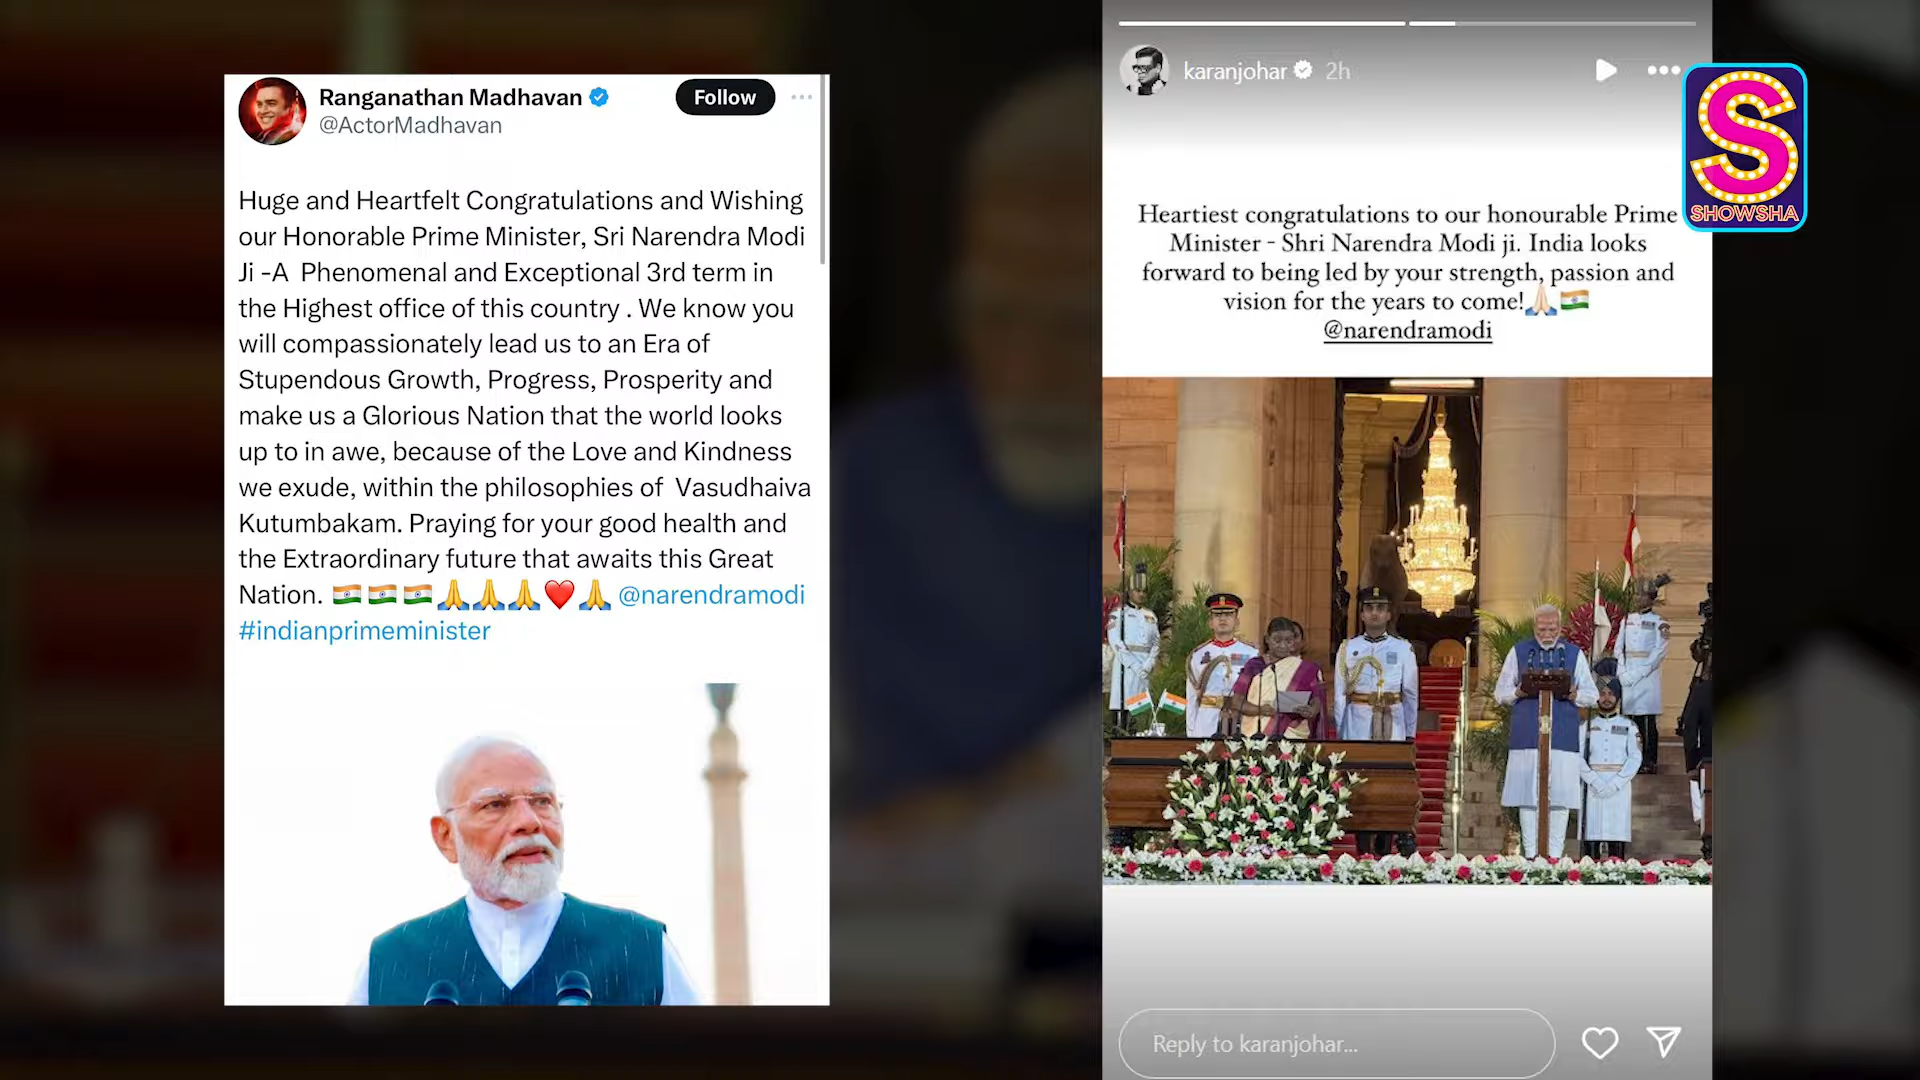 Ranganathan Madhavan
@ActorMadhavan
Follow
Huge and Heartfelt Congratulations and Wishing
our Honorable Prime Minister, Sri Narendra Modi
Ji -A Phenomenal and Exceptional 3rd term in
the Highest office of this country . We know you
will compassionately lead us to an Era of
Stupendous Growth, Progress, Prosperity and
make us a Glorious Nation that the world looks
up to in awe, because of the Love and Kindness
we exude, within the philosophies of Vasudhaiva
Kutumbakam. Praying for your good health and
the Extraordinary future that awaits this Great
Nation. 🇮🇳🇮🇳🇮🇳🙏🙏🙏❤️🙏 @narendramodi
#indianprimeminister
karanjohar 2h
Heartiest congratulations to our honourable Prime
Minister - Shri Narendra Modi ji. India looks
forward to being led by your strength, passion and
vision for the years to come!🙏🏻🇮🇳
@narendramodi
Reply to karanjohar...
S
SHOWSHA